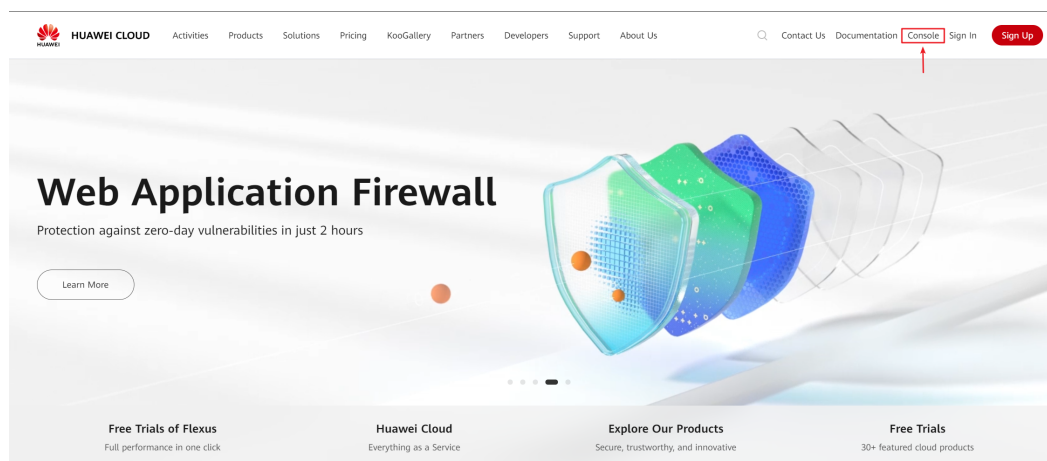 HUAWEI
HUAWEI CLOUD Activities Products Solutions Pricing KooGallery Partners Developers Support About Us Contact Us Documentation Console Sign In Sign Up
Web Application Firewall
Protection against zero-day vulnerabilities in just 2 hours
Learn More
Free Trials of Flexus Huawei Cloud Explore Our Products Free Trials
Full performance in one click Everything as a Service Secure, trustworthy, and innovative 30+ featured cloud products